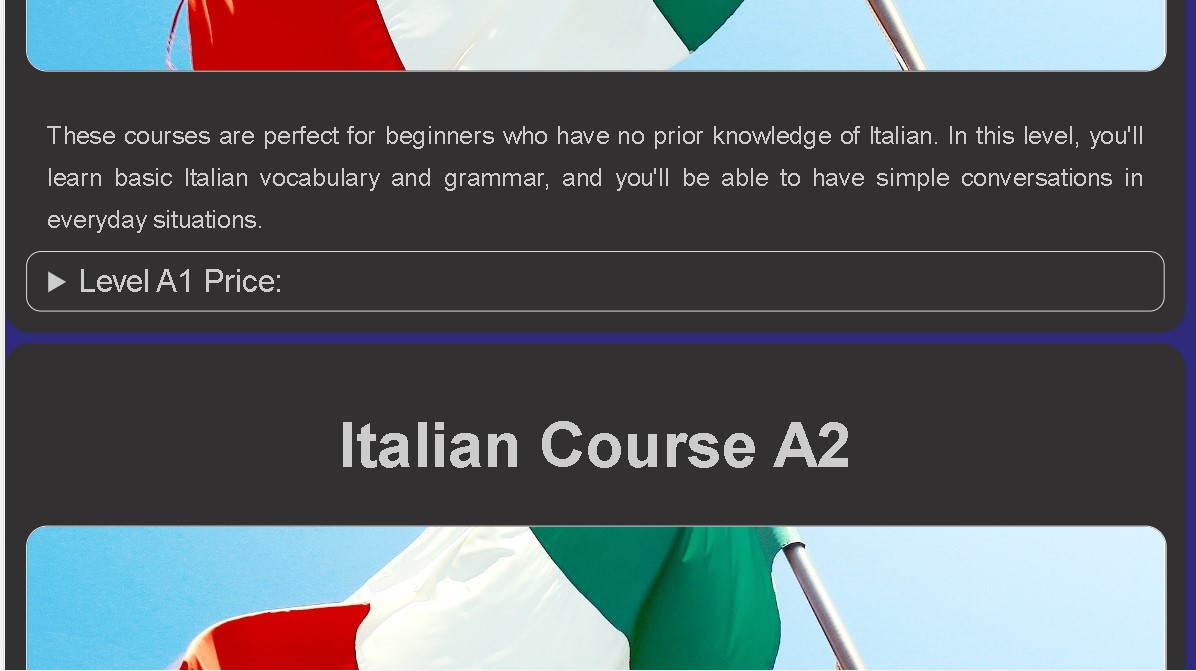 These courses are perfect for beginners who have no prior knowledge of Italian. In this level, you'll
learn basic Italian vocabulary and grammar, and you'll be able to have simple conversations in
everyday situations.
Level A1 Price:
Italian Course A2